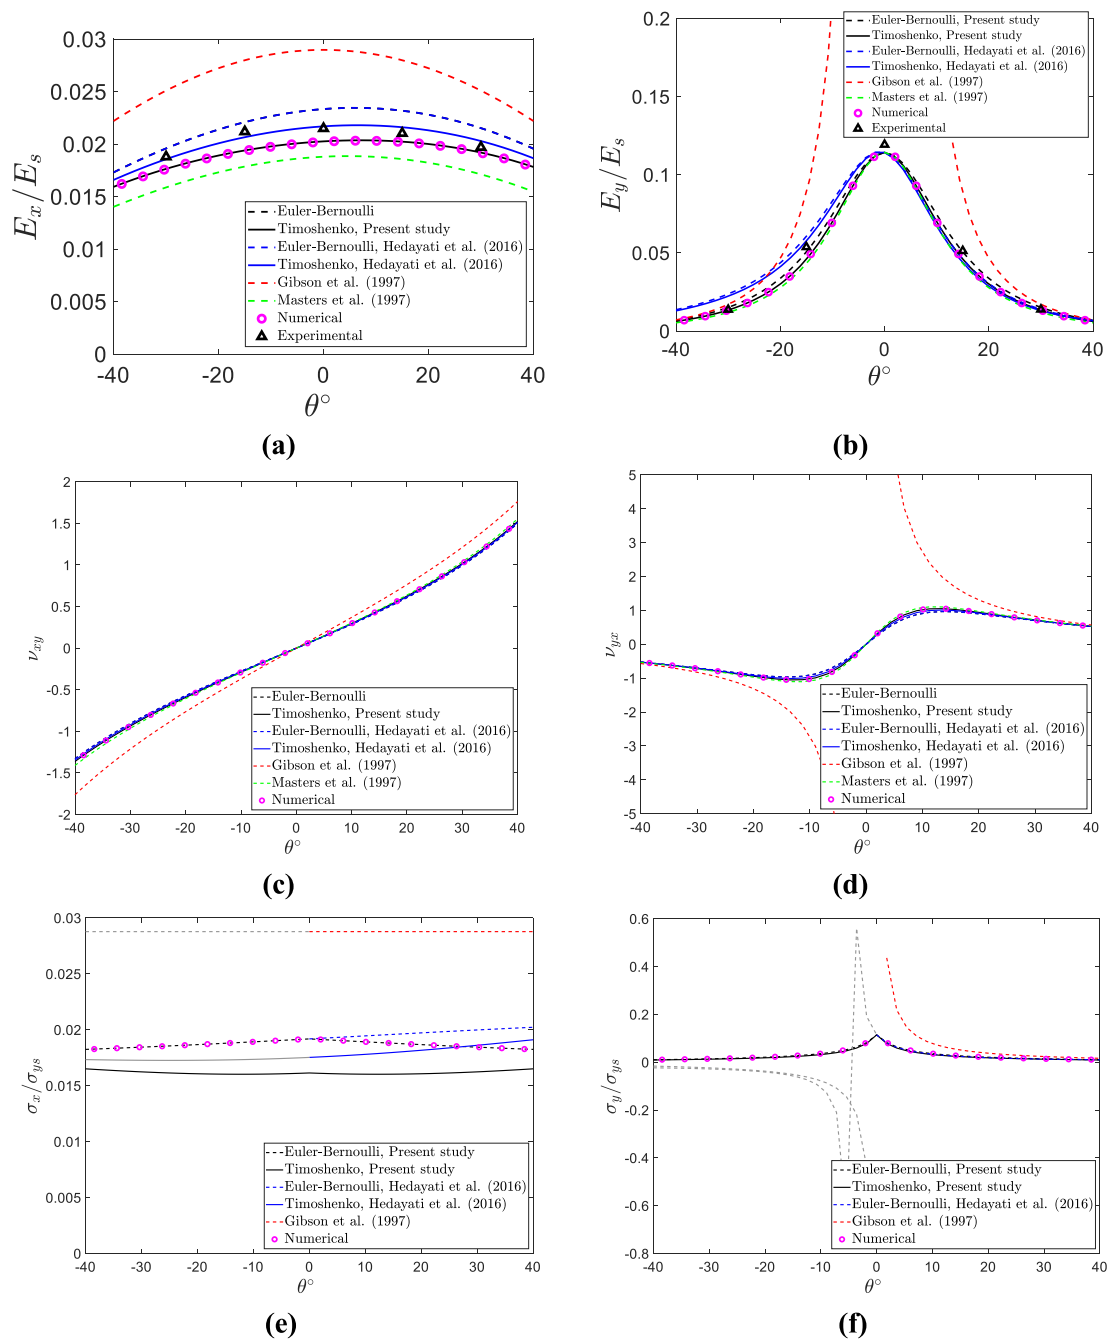 0.03
0.025
0.02
0.015
0.01
0.005
0
E_x/E_s
Euler-Bernoulli
Timoshenko, Present study
Euler-Bernoulli, Hedayati et al. (2016)
Timoshenko, Hedayati et al. (2016)
Gibson et al. (1997)
Masters et al. (1997)
Numerical
Experimental
-40 -20 0 20 40
θ°
(a)
0.2
0.15
0.1
0.05
0
E_y/E_s
Euler-Bernoulli, Present study
Timoshenko, Present study
Euler-Bernoulli, Hedayati et al. (2016)
Timoshenko, Hedayati et al. (2016)
Gibson et al. (1997)
Masters et al. (1997)
Numerical
Experimental
-40 -20 0 20 40
θ°
(b)
2
1.5
1
0.5
0
-0.5
-1
-1.5
-2
ν_xy
Euler-Bernoulli
Timoshenko, Present study
Euler-Bernoulli, Hedayati et al. (2016)
Timoshenko, Hedayati et al. (2016)
Gibson et al. (1997)
Masters et al. (1997)
Numerical
-40 -30 -20 -10 0 10 20 30 40
θ°
(c)
5
4
3
2
1
0
-1
-2
-3
-4
-5
ν_yx
Euler-Bernoulli
Timoshenko, Present study
Euler-Bernoulli, Hedayati et al. (2016)
Timoshenko, Hedayati et al. (2016)
Gibson et al. (1997)
Masters et al. (1997)
Numerical
-40 -30 -20 -10 0 10 20 30 40
θ°
(d)
0.03
0.025
0.02
0.015
0.01
0.005
0
σ_x/σ_ys
Euler-Bernoulli, Present study
Timoshenko, Present study
Euler-Bernoulli, Hedayati et al. (2016)
Timoshenko, Hedayati et al. (2016)
Gibson et al. (1997)
Numerical
-40 -30 -20 -10 0 10 20 30 40
θ°
(e)
0.6
0.4
0.2
0
-0.2
-0.4
-0.6
-0.8
σ_y/σ_ys
Euler-Bernoulli, Present study
Timoshenko, Present study
Euler-Bernoulli, Hedayati et al. (2016)
Gibson et al. (1997)
Numerical
-40 -30 -20 -10 0 10 20 30 40
θ°
(f)